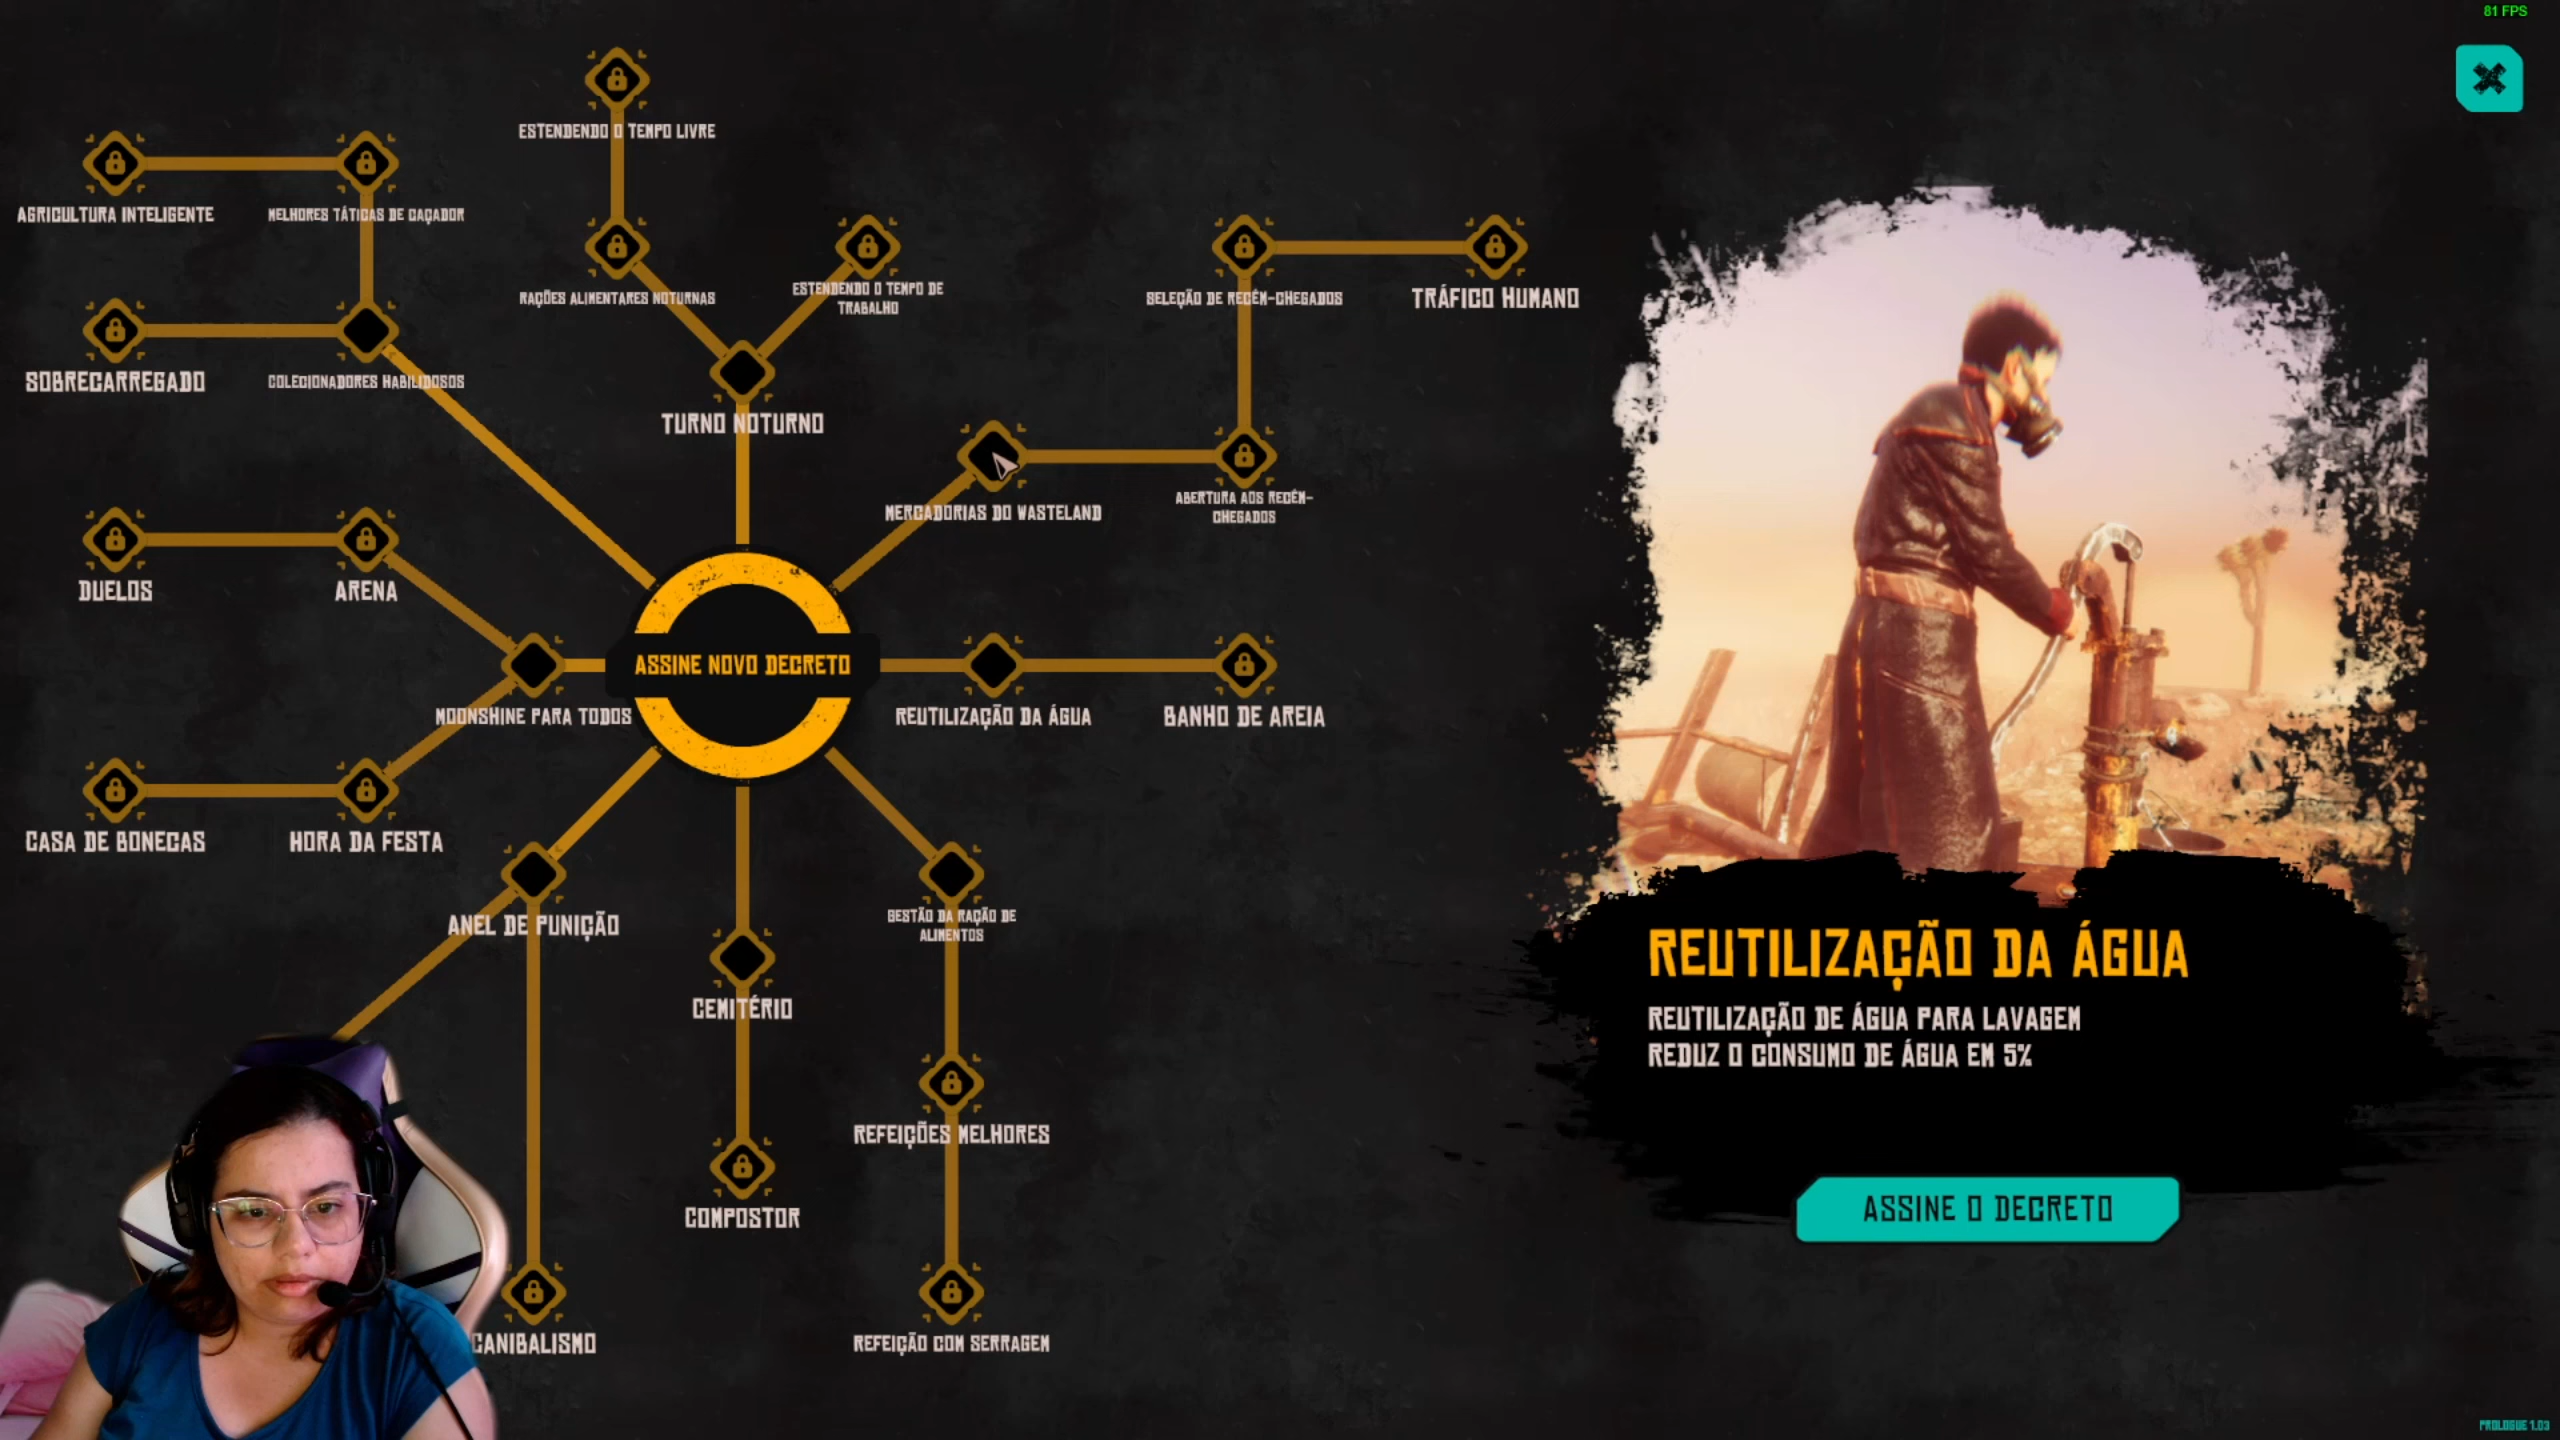 81 FPS
ESTENDENDO O TEMPO LIVRE
AGRICULTURA INTELIGENTE
MELHORES TÁTICAS DE CAÇADOR
RAÇÕES ALIMENTARES NOTURNAS
ESTENDENDO O TEMPO DE
TRABALHO
SELEÇÃO DE RECÉM-CHEGADOS
TRÁFICO HUMANO
SOBRECARREGADO
COLECIONADORES HABILIDOSOS
TURNO NOTURNO
MERCADORIAS DO WASTELAND
ABERTURA AOS RECÉM-
CHEGADOS
DUELOS
ARENA
ASSINE NOVO DECRETO
MOONSHINE PARA TODOS
REUTILIZAÇÃO DA ÁGUA
BANHO DE AREIA
CASA DE BONECAS
HORA DA FESTA
ANEL DE PUNIÇÃO
GESTÃO DA RAÇÃO DE
ALIMENTOS
CEMITÉRIO
REFEIÇÕES MELHORES
COMPOSTOR
CANIBALISMO
REFEIÇÃO COM SERRAGEM
REUTILIZAÇÃO DA ÁGUA
REUTILIZAÇÃO DE ÁGUA PARA LAVAGEM
REDUZ O CONSUMO DE ÁGUA EM 5%
ASSINE O DECRETO
PROLOGUE 1.03